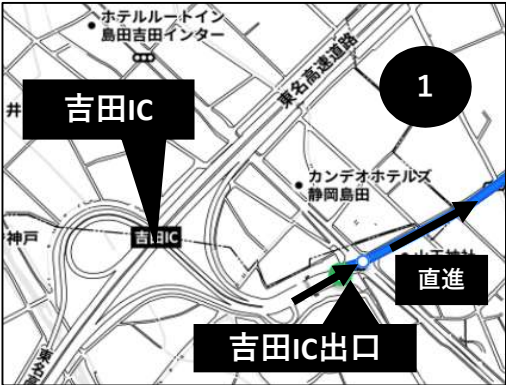 ホテルルートイン
島田吉田インター
東名高速道路
1
井
吉田IC
カンデオホテルズ
静岡島田
神戸
吉田IC
直進
吉田IC出口
東名高